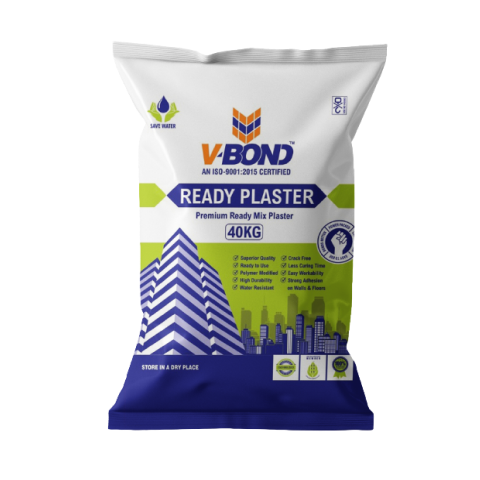 SAVE WATER
V-BOND™
AN ISO-9001:2015 CERTIFIED
READY PLASTER
Premium Ready Mix Plaster
40KG
Superior Quality
Ready to Use
Polymer Modified
High Durability
Water Resistant
Crack Free
Less Curing Time
Easy Workability
Strong Adhesion
on Walls & Floors
STORE IN A DRY PLACE